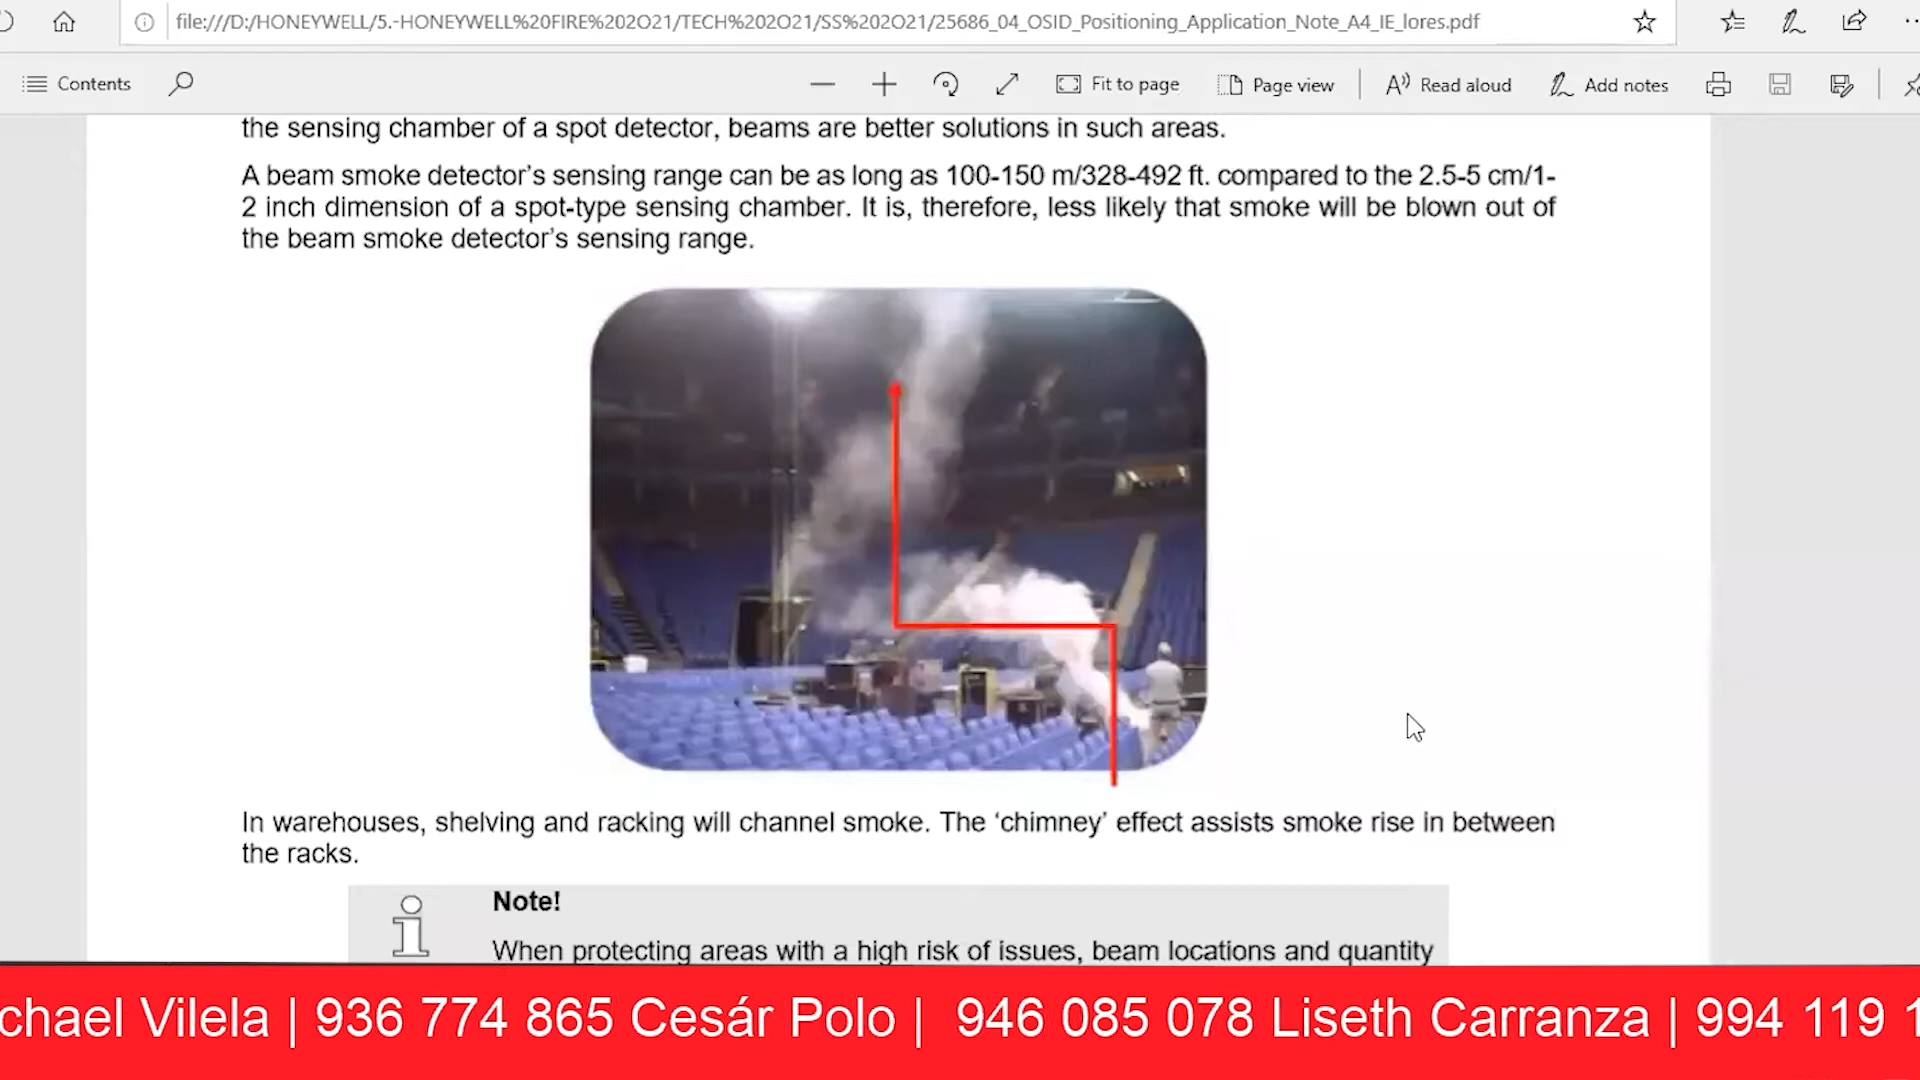 file:///D:/HONEYWELL/5.-HONEYWELL%20FIRE%202O21/TECH%202O21/SS%202O21/25686_04_OSID_Positioning_Application_Note_A4_IE_lores.pdf
Contents
Fit to page
Page view
Read aloud
Add notes
the sensing chamber of a spot detector, beams are better solutions in such areas.
A beam smoke detector's sensing range can be as long as 100-150 m/328-492 ft. compared to the 2.5-5 cm/1-
2 inch dimension of a spot-type sensing chamber. It is, therefore, less likely that smoke will be blown out of
the beam smoke detector's sensing range.
In warehouses, shelving and racking will channel smoke. The ‘chimney’ effect assists smoke rise in between
the racks.
Note!
When protecting areas with a high risk of issues, beam locations and quantity
chael Vilela | 936 774 865 Cesár Polo | 946 085 078 Liseth Carranza | 994 119 1